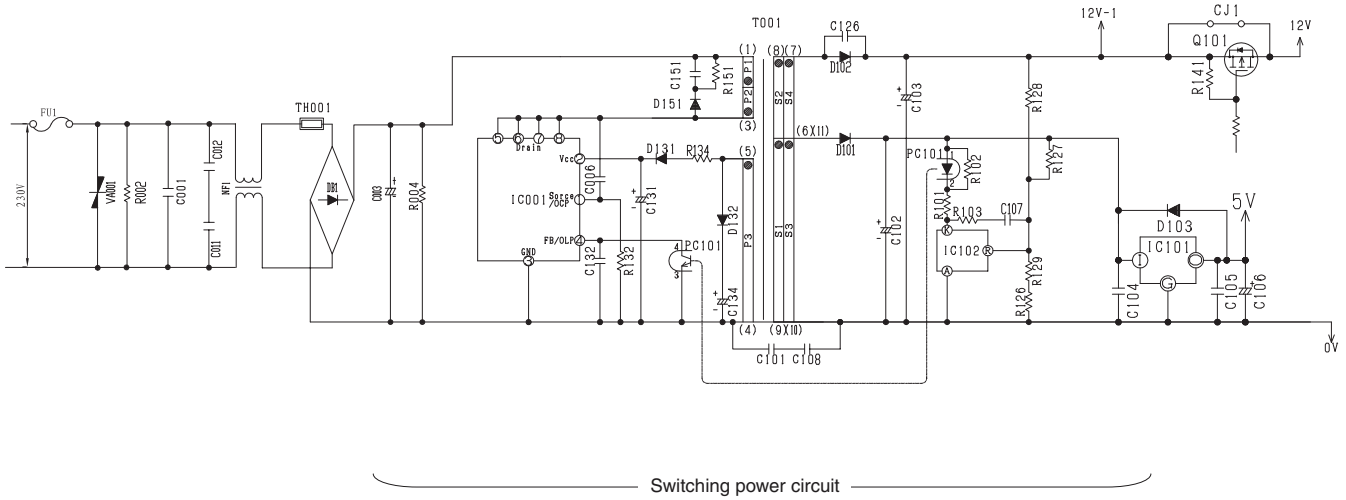 T001
C126
12V-1
CJ1
12V
Q101
(1)
(8)(7)
D102
C151
R151
P1
P2
S2
S4
R141
D151
C103
R128
FU1
TH001
(3)
(6)(11)
D101
5
6
7
8
Drain
Vcc
2
D131
R134
(5)
PC101
1
2
R102
R127
230V
VA001
R002
C001
C012
C011
NF1
DB1
C003
R004
IC001
Sorce
/OCP
1
C006
C131
D132
P3
S1
S3
C102
R101
R103
C107
5V
D103
FB/OLP
4
GND
3
C132
R132
PC101
4
3
C134
K
IC102
R
A
R129
R126
IC101
I
O
G
C104
C105
C106
(4)
(9)(10)
C101
C108
0V
+
-
Switching power circuit